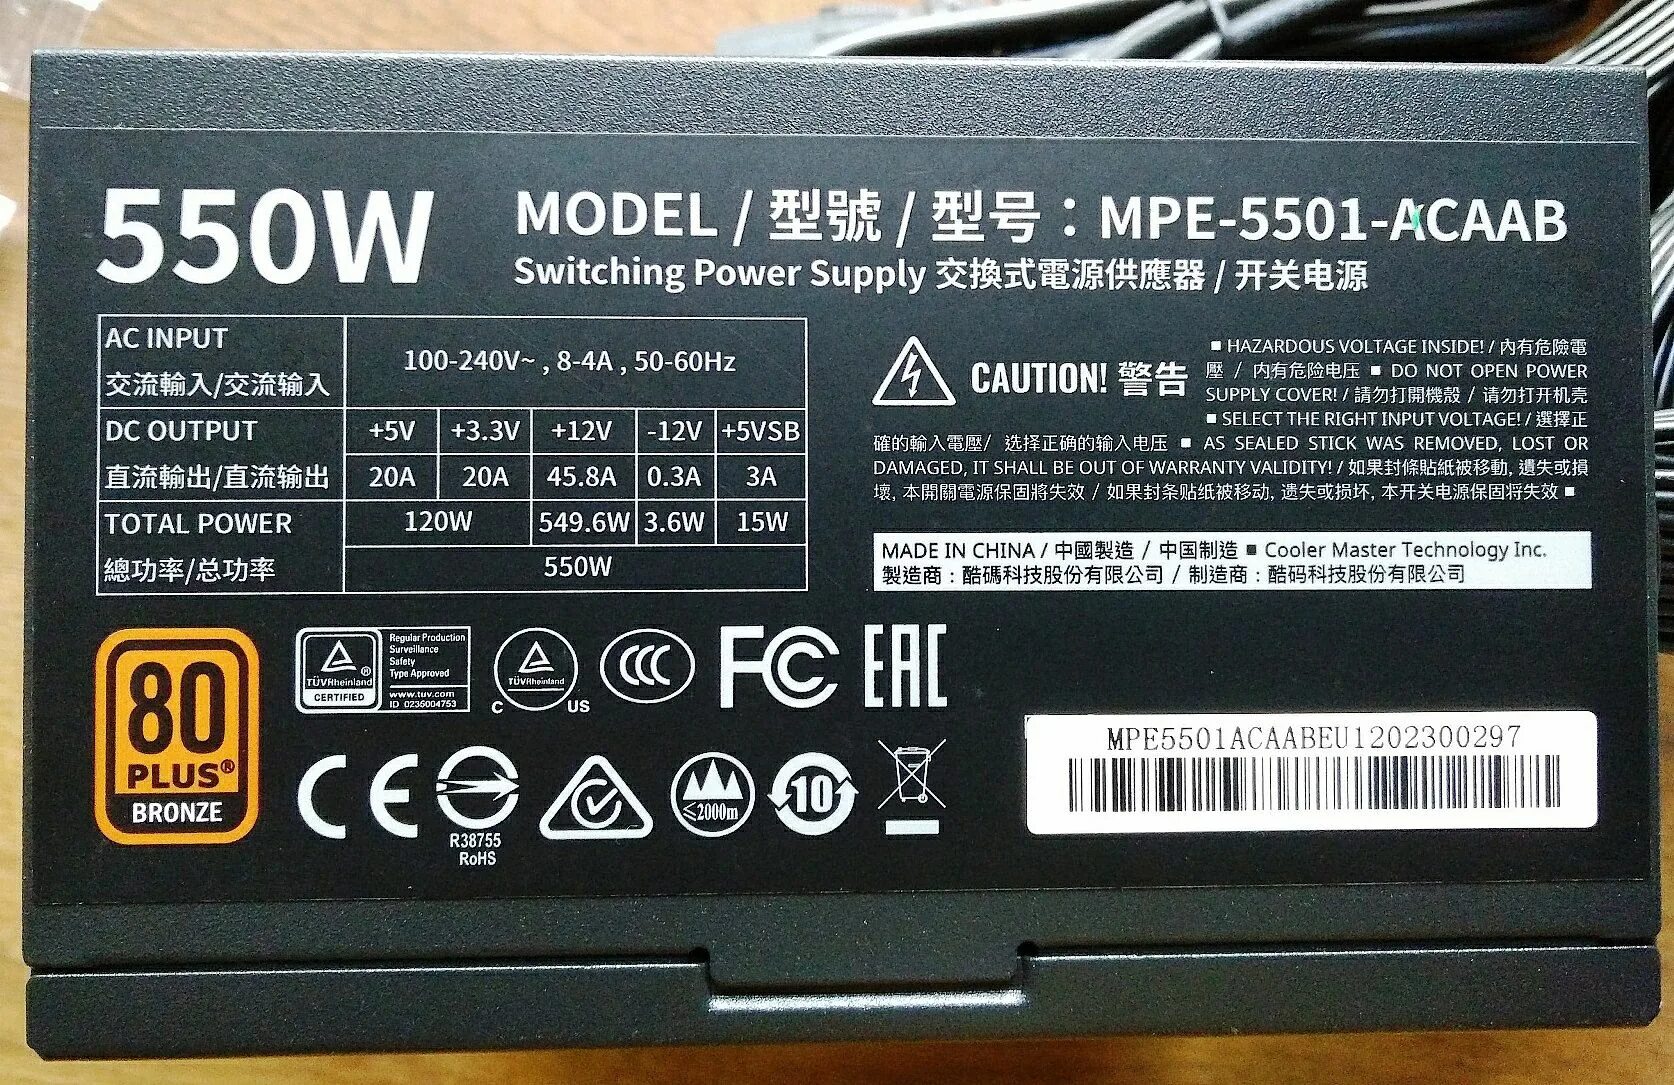 550W
MODEL / 型號 / 型号：MPE-5501-ACAAB
Switching Power Supply 交換式電源供應器 / 开关电源
AC INPUT
交流輸入/交流输入
100-240V~ , 8-4A , 50-60Hz
DC OUTPUT +5V +3.3V +12V -12V +5VSB
直流輸出/直流输出 20A 20A 45.8A 0.3A 3A
TOTAL POWER 120W 549.6W 3.6W 15W
總功率/总功率 550W
CAUTION! 警告
■ HAZARDOUS VOLTAGE INSIDE! / 內有危險電
壓 / 内有危险电压 ■ DO NOT OPEN POWER
SUPPLY COVER! / 請勿打開機殼 / 请勿打开机壳
■ SELECT THE RIGHT INPUT VOLTAGE! / 選擇正
確的輸入電壓/ 选择正确的输入电压 ■ AS SEALED STICK WAS REMOVED, LOST OR
DAMAGED, IT SHALL BE OUT OF WARRANTY VALIDITY! / 如果封條貼紙被移動, 遺失或損
壞, 本開關電源保固將失效 / 如果封条贴纸被移动, 遗失或损坏, 本开关电源保固将失效 ■
MADE IN CHINA / 中國製造 / 中国制造 ■ Cooler Master Technology Inc.
製造商：酷碼科技股份有限公司 / 制造商：酷码科技股份有限公司
80
PLUS®
BRONZE
TÜVRheinland ®
CERTIFIED
Regular Production
Surveillance
Safety
Type Approved
www.tuv.com
ID 0235004753
TÜVRheinland
C US
CCC
FC
EAC
CE
R38755
RoHS
≤2000m
10
MPE5501ACAABEU1202300297